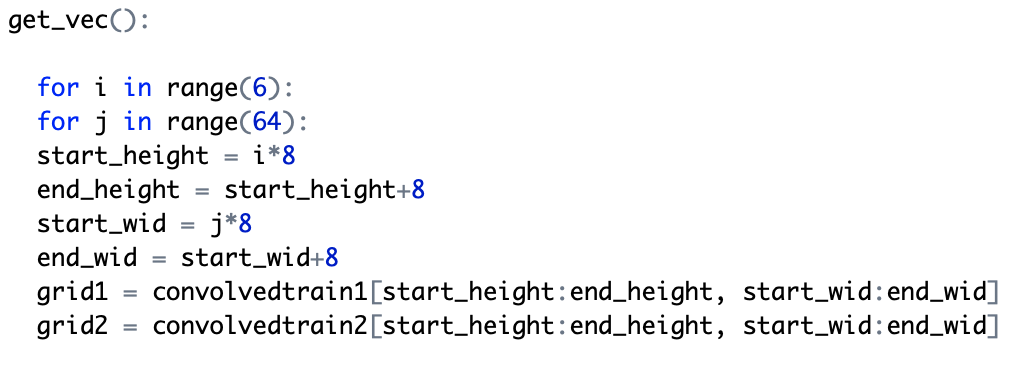 get_vec():
for i in range(6):
for j in range(64):
start_height = i*8
end_height = start_height+8
start_wid = j*8
end_wid = start_wid+8
grid1 = convolvedtrain1[start_height:end_height, start_wid:end_wid]
grid2 = convolvedtrain2[start_height:end_height, start_wid:end_wid]